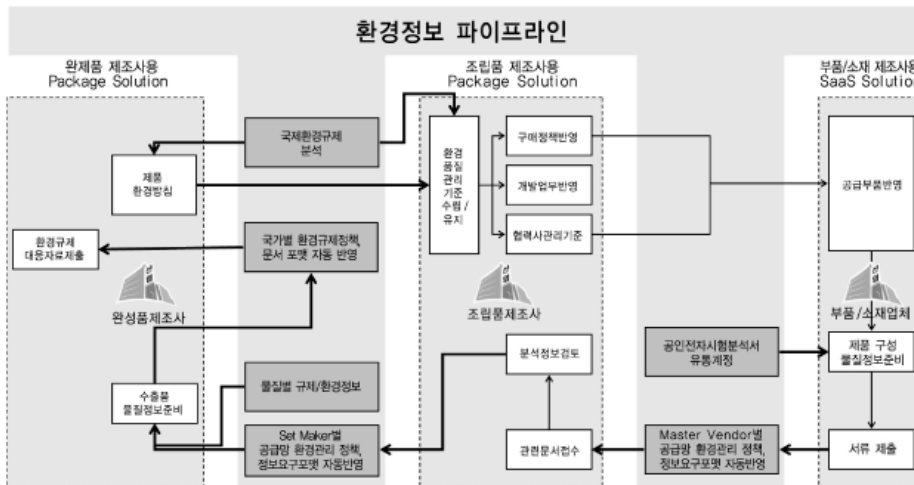 환경정보 파이프라인
완제품 제조사용
Package Solution
조립품 제조사용
Package Solution
부품/소재 제조사용
SaaS Solution
국제환경규제
분석
제품
환경방침
환경
품질
관리
기준
수립/
유지
구매정책반영
개발업무반영
협력사관리기준
공급부품반영
환경규제
대응자료제출
국가별 환경규제정책,
문서 포맷 자동 반영
완성품제조사
조립품제조사
부품/소재업체
분석정보검토
공인전자시험분석서
유통계정
제품 구성
물질정보준비
수출품
물질정보준비
물질별 규제/환경정보
Set Maker별
공급망 환경관리 정책,
정보요구포맷 자동반영
관련문서접수
Master Vendor별
공급망 환경관리 정책,
정보요구포맷 자동반영
서류 제출